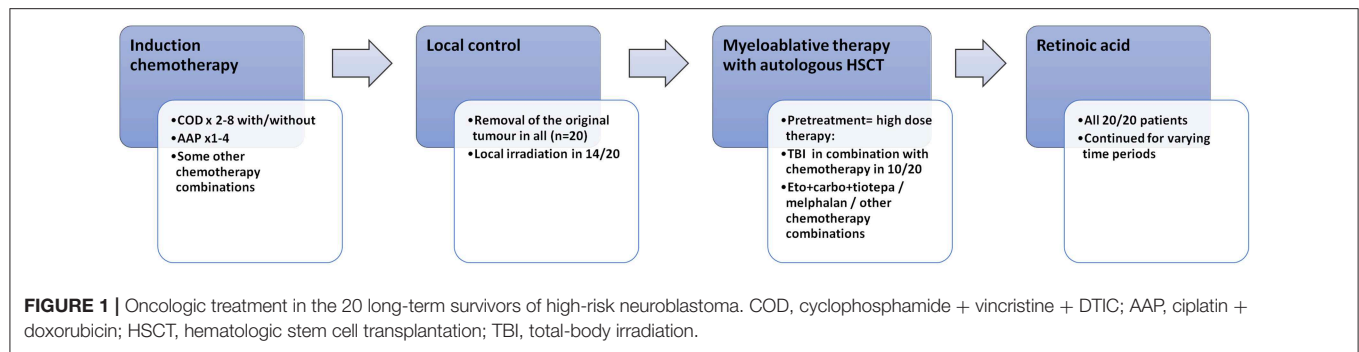 Induction
chemotherapy
•COD x 2-8 with/without
•AAP x1-4
•Some other
chemotherapy
combinations
Local control
•Removal of the original
tumour in all (n=20)
•Local irradiation in 14/20
Myeloablative therapy
with autologous HSCT
•Pretreatment= high dose
therapy:
•TBI in combination with
chemotherapy in 10/20
•Eto+carbo+tiotepa /
melphalan / other
chemotherapy
combinations
Retinoic acid
•All 20/20 patients
•Continued for varying
time periods
FIGURE 1 | Oncologic treatment in the 20 long-term survivors of high-risk neuroblastoma. COD, cyclophosphamide + vincristine + DTIC; AAP, ciplatin +
doxorubicin; HSCT, hematologic stem cell transplantation; TBI, total-body irradiation.